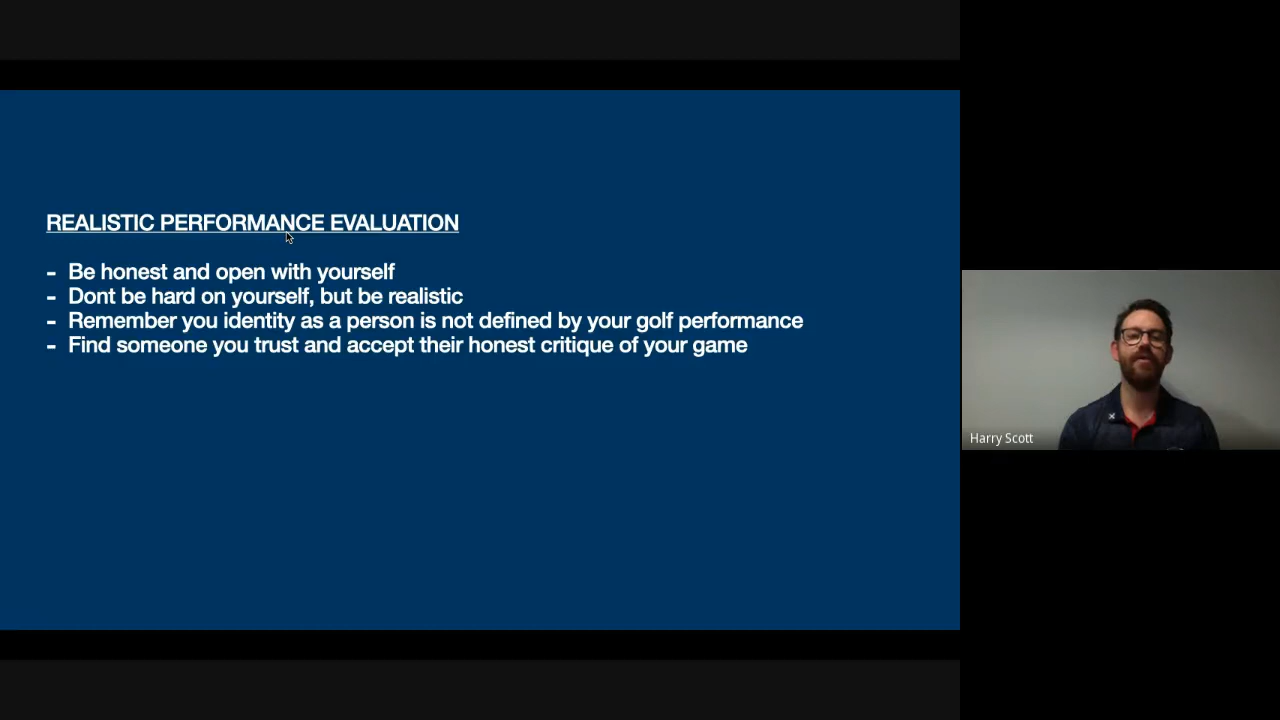 REALISTIC PERFORMANCE EVALUATION
- Be honest and open with yourself
- Dont be hard on yourself, but be realistic
- Remember you identity as a person is not defined by your golf performance
- Find someone you trust and accept their honest critique of your game
Harry Scott